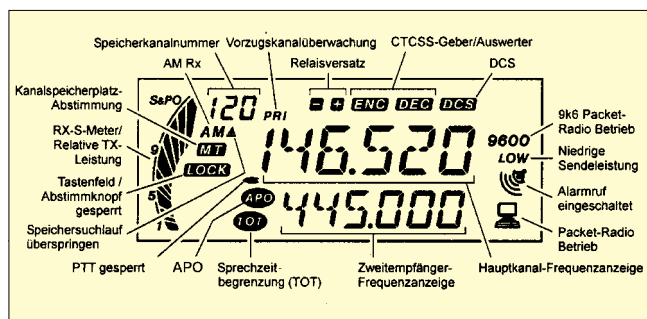 Speicherkanalnummer
Vorzugskanalüberwachung
CTCSS-Geber/Auswerter
AM Rx
Relaisversatz
DCS
Kanalspeicherplatz-
Abstimmung
RX-S-Meter/
Relative TX-
Leistung
Tastenfeld /
Abstimmknopf
gesperrt
Speichersuchlauf
überspringen
S&PO
9
5
1
120
PRI
AM
MT
LOCK
APO
TOT
ENC
DEC
DCS
146.520
445.000
9600
LOW
9k6 Packet-
Radio Betrieb
Niedrige
Sendeleistung
Alarmruf
eingeschaltet
Packet-Radio
Betrieb
PTT gesperrt
APO
Sprechzeit-
begrenzung (TOT)
Zweitempfänger-
Frequenzanzeige
Hauptkanal-Frequenzanzeige